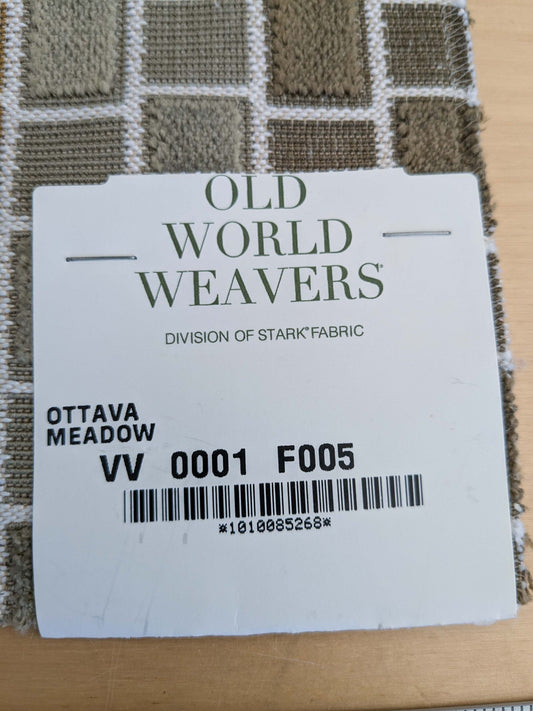 OLD
WORLD
WEAVERS®
DIVISION OF STARK® FABRIC
OTTAVA
MEADOW
VV 0001 F005
*1010085268*